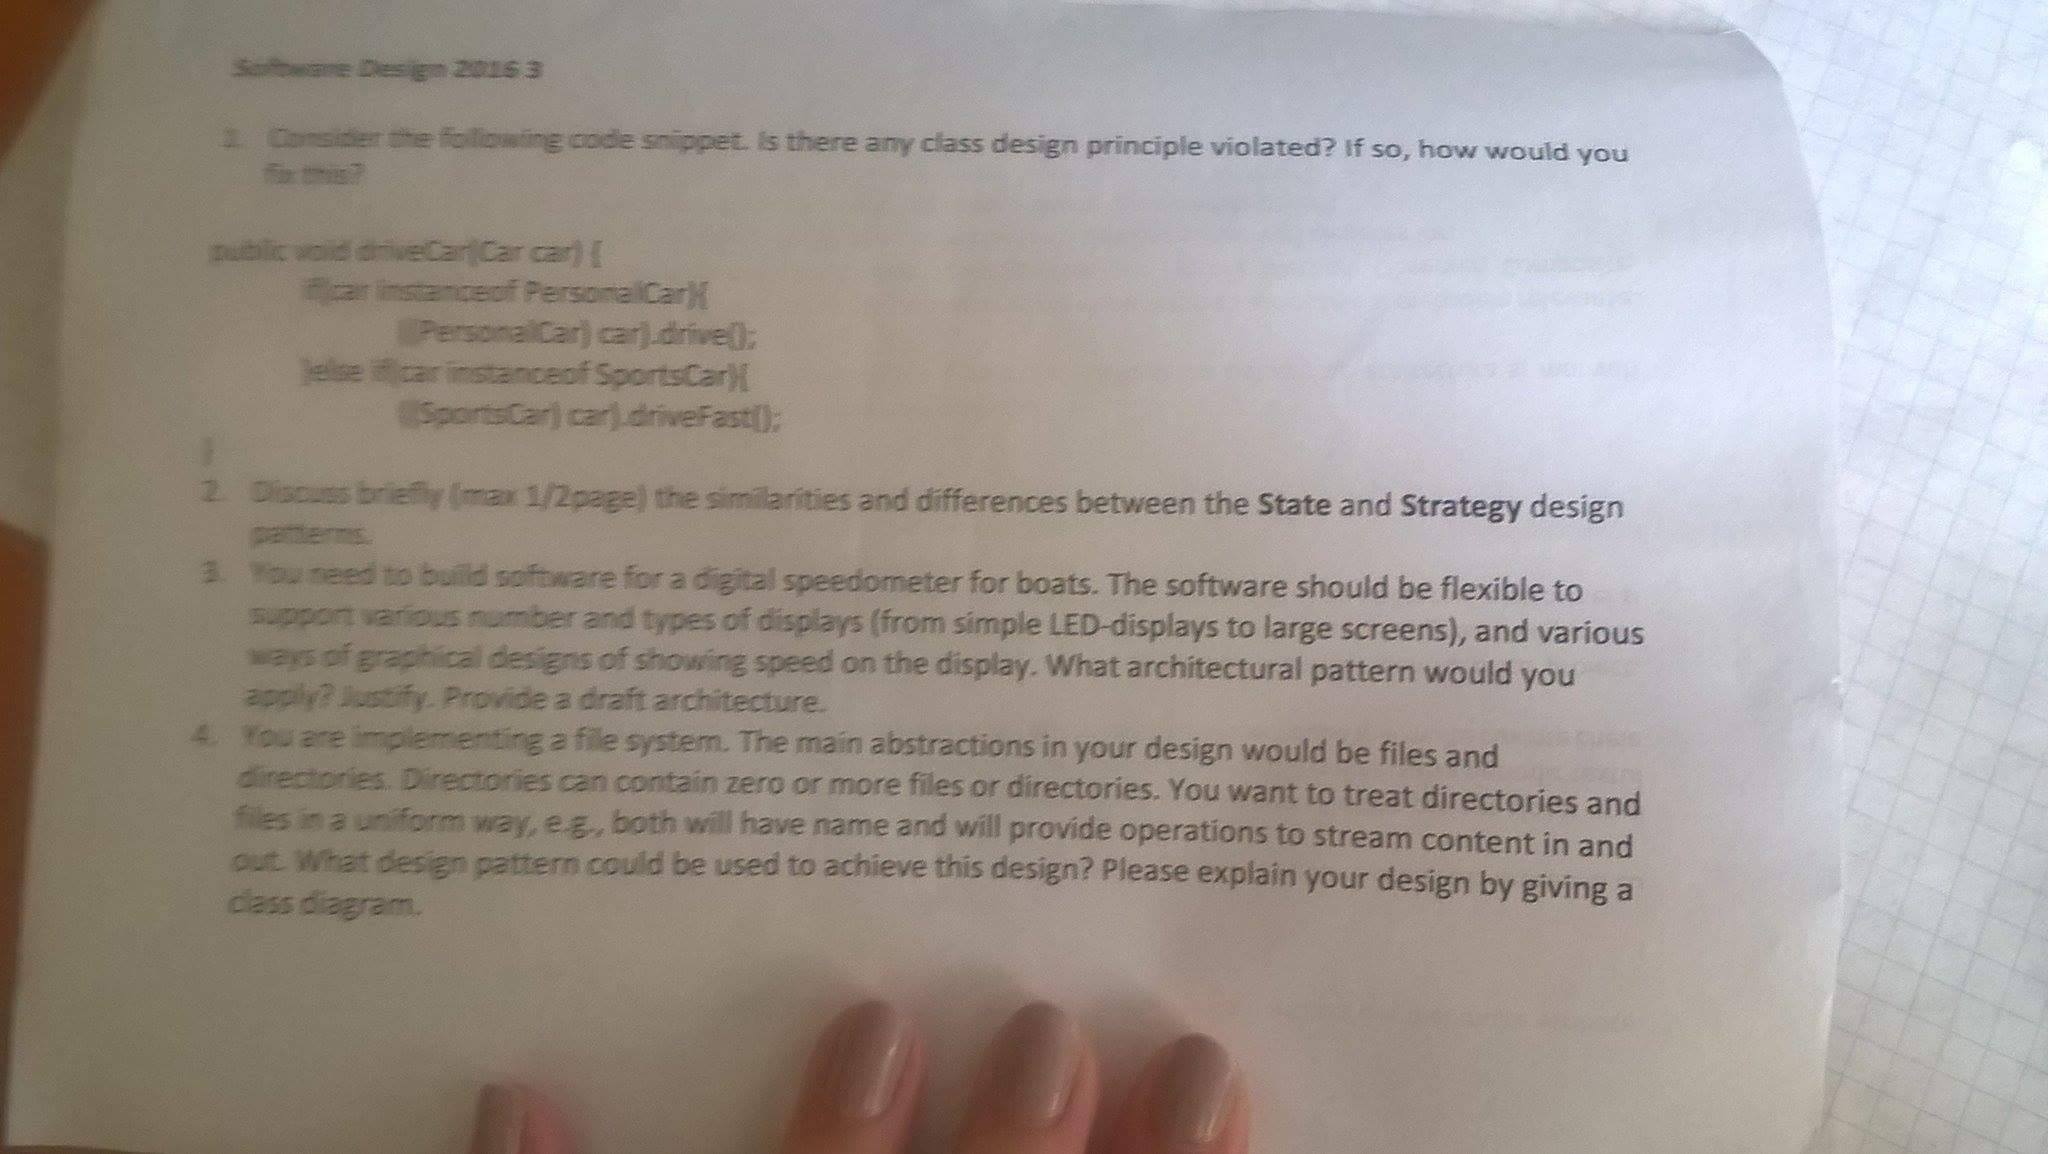 Software Design 2016 3
1. Consider the following code snippet. Is there any class design principle violated? If so, how would you
fix this?
public void driveCar(Car car) {
if(car instanceof PersonalCar){
((PersonalCar) car).drive();
}else if(car instanceof SportsCar){
((SportsCar) car).driveFast();
}
2. Discuss briefly (max 1/2page) the similarities and differences between the State and Strategy design
patterns.
3. You need to build software for a digital speedometer for boats. The software should be flexible to
support various number and types of displays (from simple LED-displays to large screens), and various
ways of graphical designs of showing speed on the display. What architectural pattern would you
apply? Justify. Provide a draft architecture.
4. You are implementing a file system. The main abstractions in your design would be files and
directories. Directories can contain zero or more files or directories. You want to treat directories and
files in a uniform way, e.g., both will have name and will provide operations to stream content in and
out. What design pattern could be used to achieve this design? Please explain your design by giving a
class diagram.